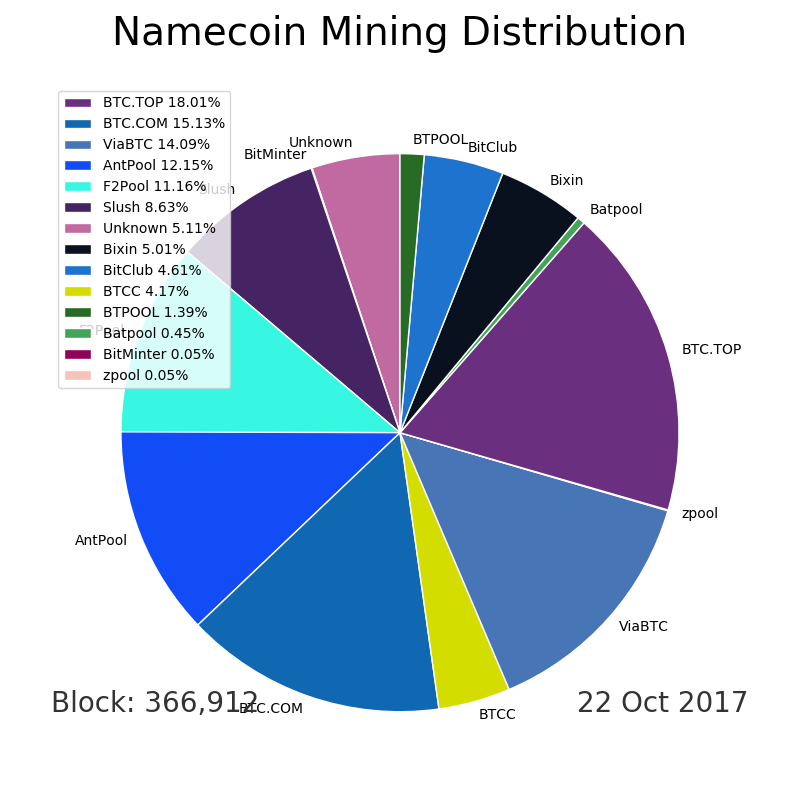 Namecoin Mining Distribution
BTC.TOP 18.01%
BTC.COM 15.13%
ViaBTC 14.09%
AntPool 12.15%
F2Pool 11.16%
Slush 8.63%
Unknown 5.11%
Bixin 5.01%
BitClub 4.61%
BTCC 4.17%
BTPOOL 1.39%
Batpool 0.45%
BitMinter 0.05%
zpool 0.05%
BTPOOL
BitClub
Bixin
Batpool
BTC.TOP
zpool
ViaBTC
BTCC
BTC.COM
AntPool
F2Pool
Slush
BitMinter
Unknown
Block: 366,912
22 Oct 2017